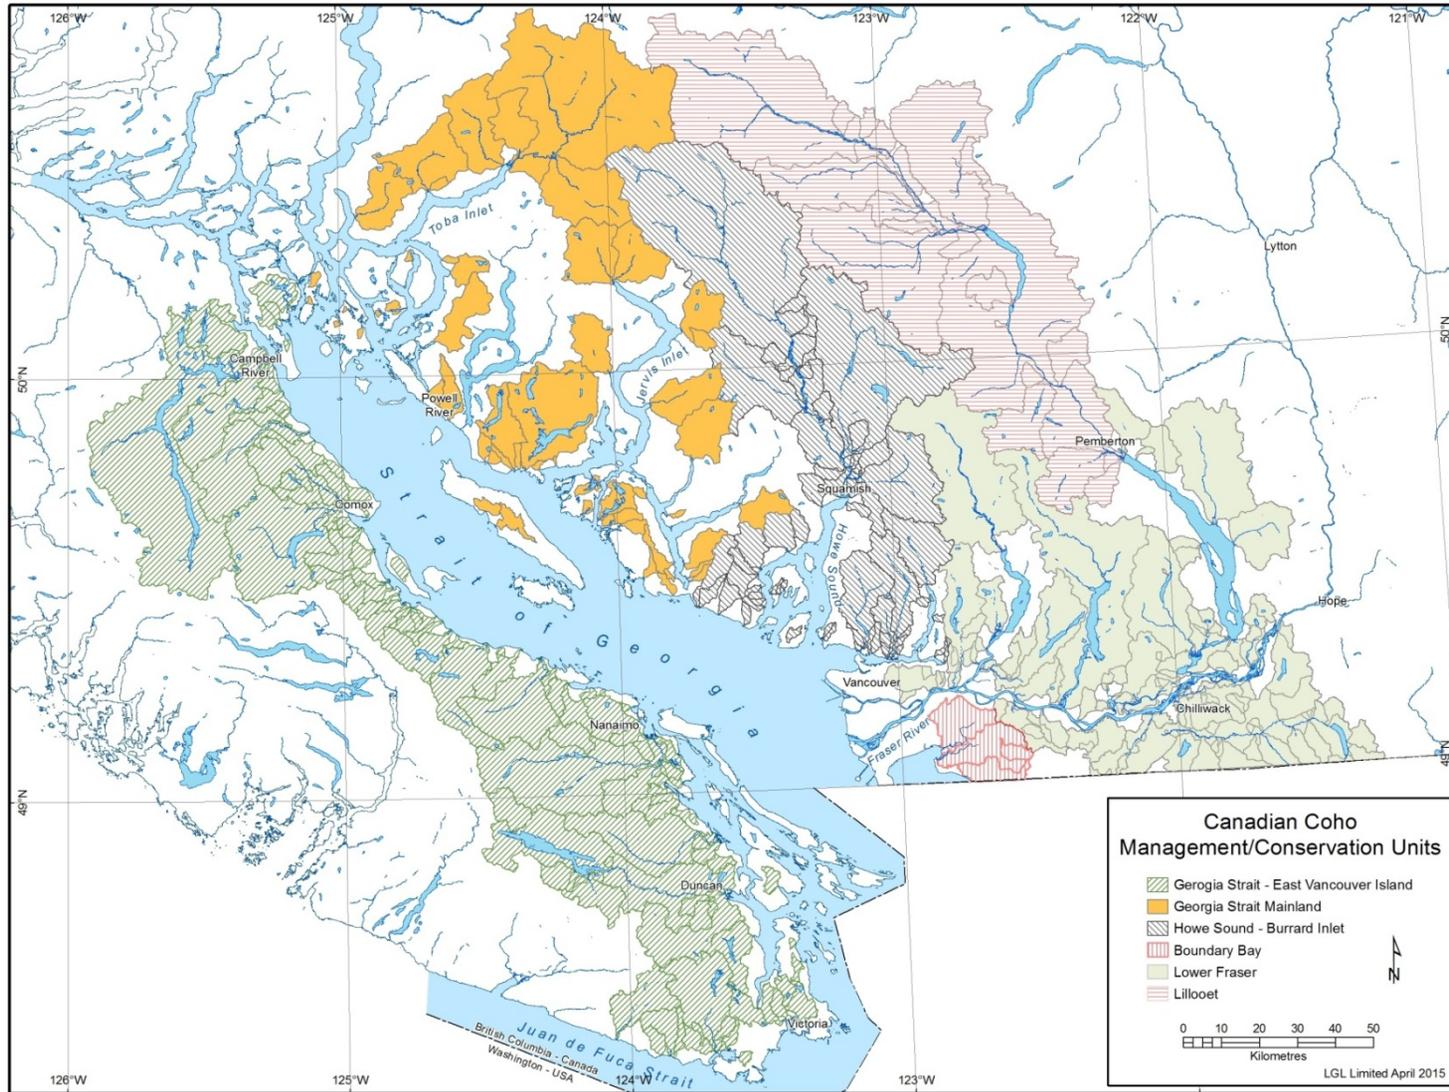 126°W 125°W 124°W 123°W 122°W 121°W
Toba Inlet
Lytton
50°N
Campbell
River
50°N
Jervis Inlet
Powell
River
Pemberton
Squamish
Comox
Strait of Georgia
Howe Sound
Hope
Vancouver
Chilliwack
Nanaimo
Fraser River
49°N
49°N
Duncan
Victoria
Juan de Fuca Strait
British Columbia - Canada
Washington - USA
126°W 125°W 124°W 123°W
Canadian Coho
Management/Conservation Units
Gerogia Strait - East Vancouver Island
Georgia Strait Mainland
Howe Sound - Burrard Inlet
Boundary Bay
Lower Fraser
Lillooet
N
0 10 20 30 40 50
Kilometres
LGL Limited April 2015